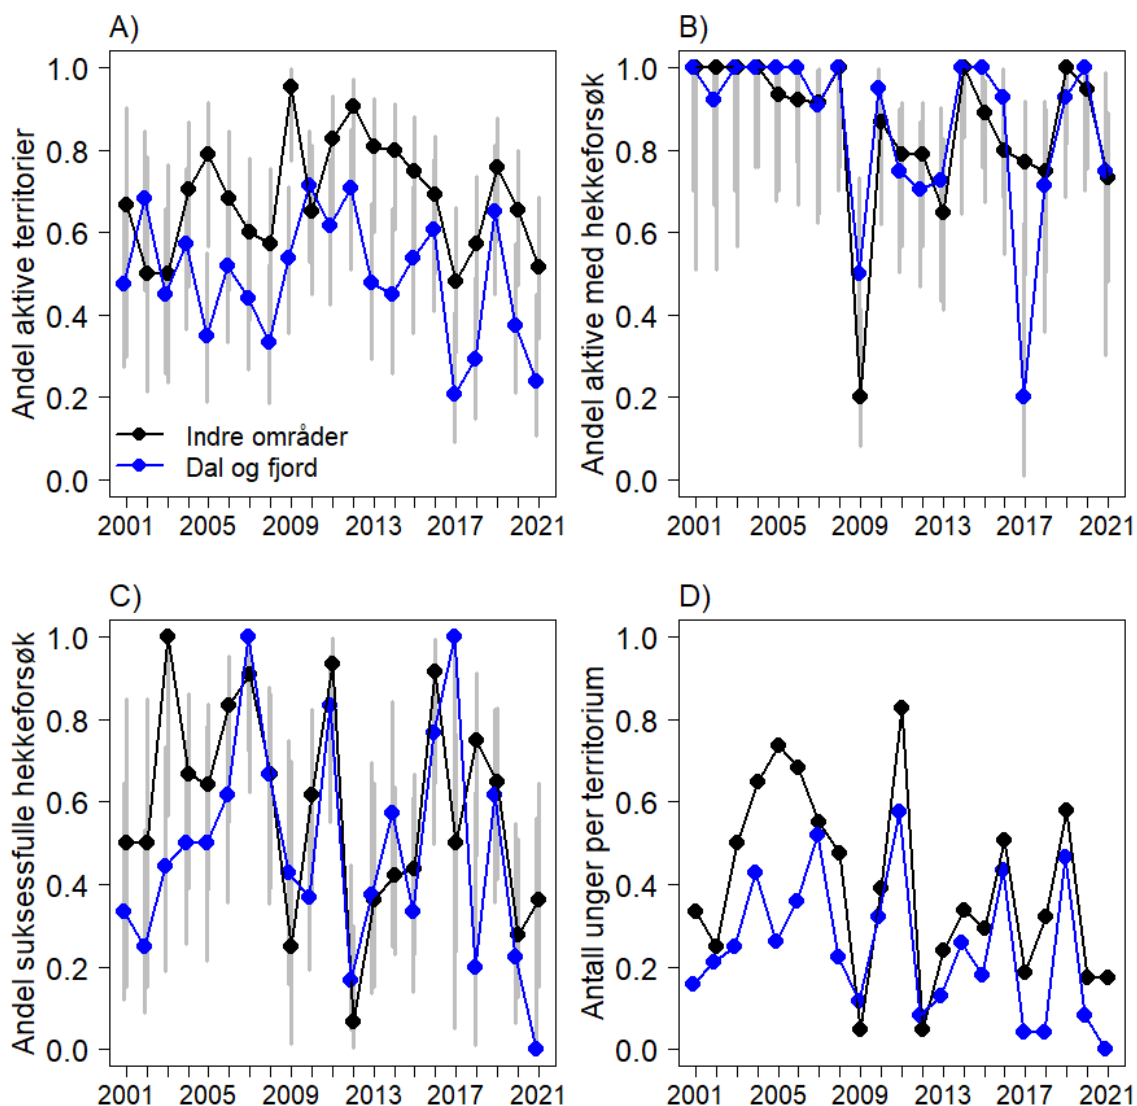 A)
Andel aktive territorier
1.0
0.8
0.6
0.4
0.2
0.0
Indre områder
Dal og fjord
2001 2005 2009 2013 2017 2021
B)
Andel aktive med hekkeforsøk
1.0
0.8
0.6
0.4
0.2
0.0
2001 2005 2009 2013 2017 2021
C)
Andel suksessfulle hekkeforsøk
1.0
0.8
0.6
0.4
0.2
0.0
2001 2005 2009 2013 2017 2021
D)
Antall unger per territorium
1.0
0.8
0.6
0.4
0.2
0.0
2001 2005 2009 2013 2017 2021